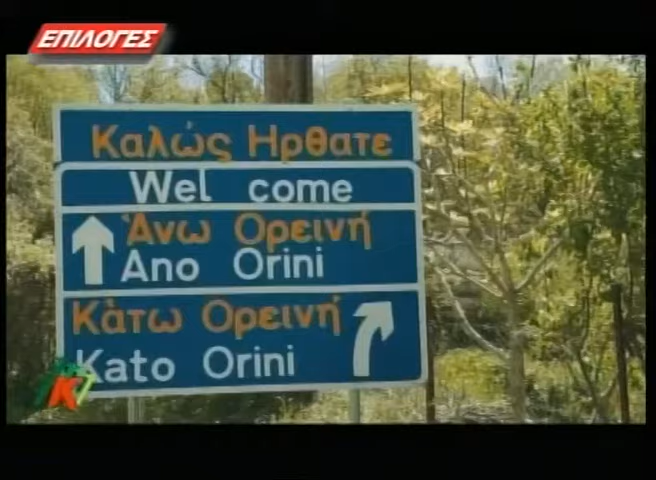 ΕΠΙΛΟΓΕΣ
Καλώς Ηρθατε
Wel come
Άνω Ορεινή
Ano Orini
Κάτω Ορεινή
Kato Orini